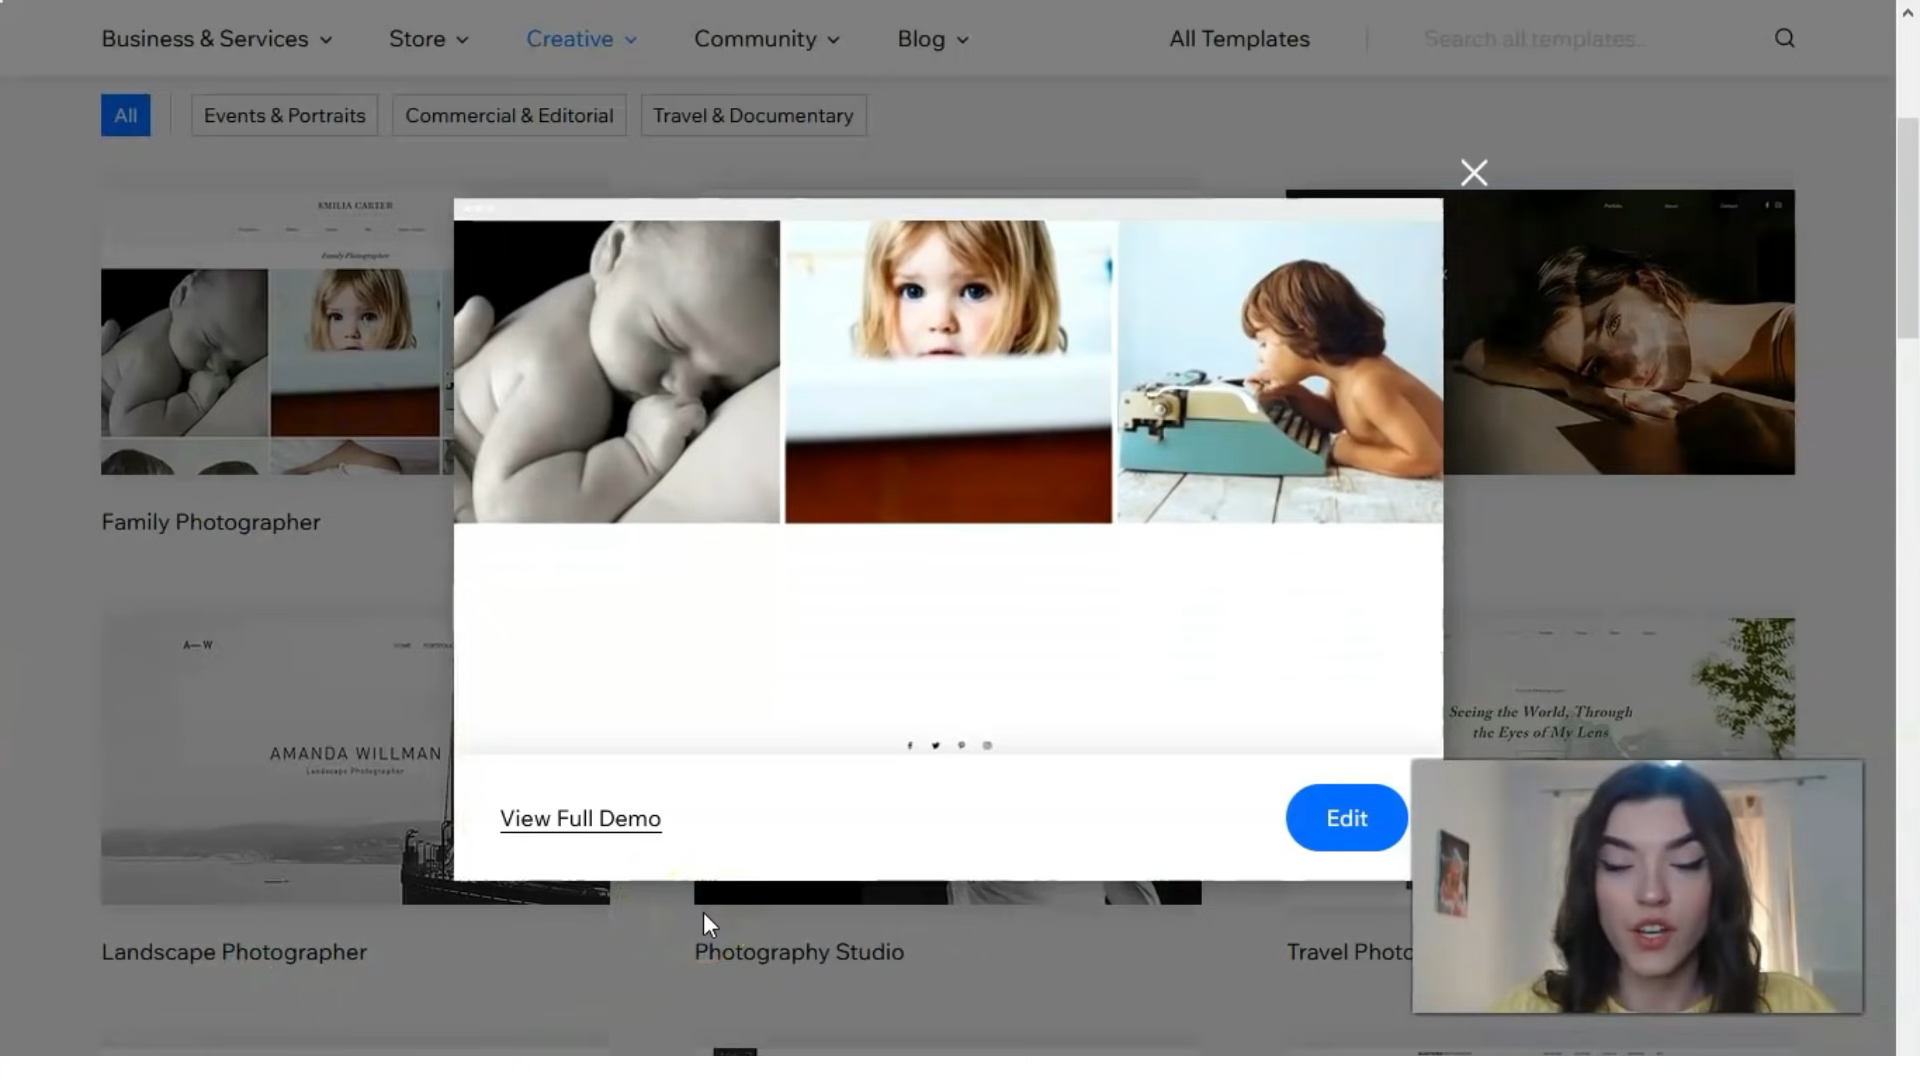 Business & Services
Store
Creative
Community
Blog
All Templates
Search all templates...
All
Events & Portraits
Commercial & Editorial
Travel & Documentary
EMILIA CARTER
Family Photographer
Family Photographer
A—W
HOME
AMANDA WILLMAN
Landscape Photographer
Seeing the World, Through
the Eyes of My Lens
View Full Demo
Edit
Landscape Photographer
Photography Studio
Travel Photo